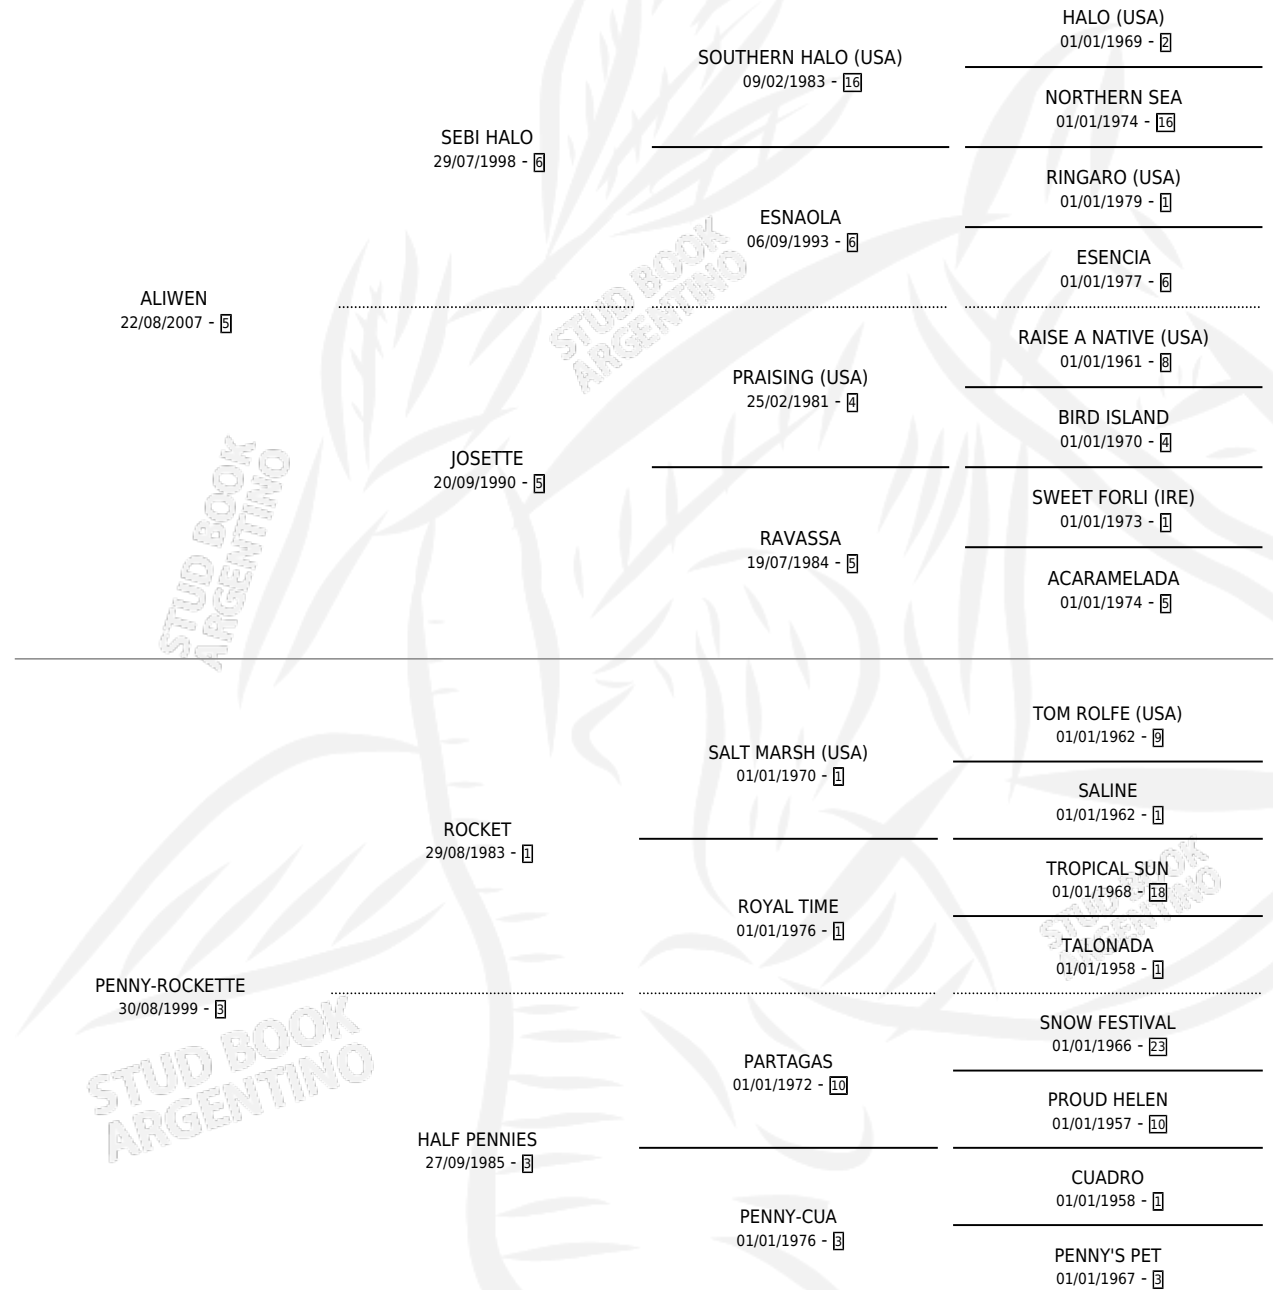 HALO (USA)
01/01/1969 - 2
SOUTHERN HALO (USA)
09/02/1983 - 16
NORTHERN SEA
01/01/1974 - 16
SEBI HALO
29/07/1998 - 6
RINGARO (USA)
01/01/1979 - 1
ESNAOLA
06/09/1993 - 6
ESENCIA
01/01/1977 - 6
ALIWEN
22/08/2007 - 5
RAISE A NATIVE (USA)
01/01/1961 - 8
PRAISING (USA)
25/02/1981 - 4
BIRD ISLAND
01/01/1970 - 4
JOSETTE
20/09/1990 - 5
SWEET FORLI (IRE)
01/01/1973 - 1
RAVASSA
19/07/1984 - 5
ACARAMELADA
01/01/1974 - 5
TOM ROLFE (USA)
01/01/1962 - 9
SALT MARSH (USA)
01/01/1970 - 1
SALINE
01/01/1962 - 1
ROCKET
29/08/1983 - 1
TROPICAL SUN
01/01/1968 - 18
ROYAL TIME
01/01/1976 - 1
TALONADA
01/01/1958 - 1
PENNY-ROCKETTE
30/08/1999 - 3
SNOW FESTIVAL
01/01/1966 - 23
PARTAGAS
01/01/1972 - 10
PROUD HELEN
01/01/1957 - 10
HALF PENNIES
27/09/1985 - 3
CUADRO
01/01/1958 - 1
PENNY-CUA
01/01/1976 - 3
PENNY'S PET
01/01/1967 - 3
STUD BOOK
ARGENTINO
STUD BOOK
ARGENTINO
STUD BOOK
ARGENTINO
STUD BOOK
ARGENTINO